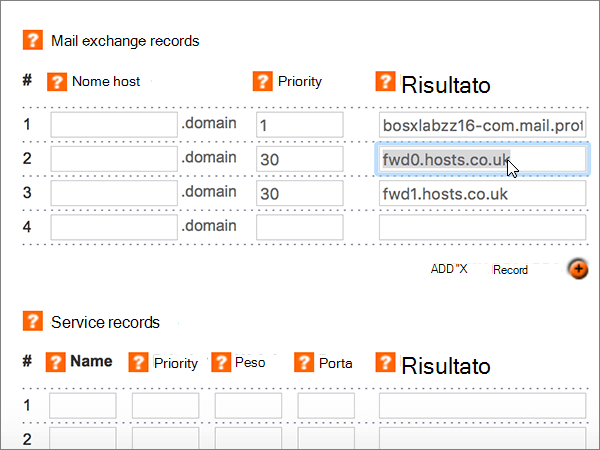 ? Mail exchange records
# ? Nome host ? Priority ? Risultato
1 .domain 1 bosxlabzz16-com.mail.prot
2 .domain 30 fwd0.hosts.co.uk
3 .domain 30 fwd1.hosts.co.uk
4 .domain
ADD "X Record +
? Service records
# ? Name ? Priority ? Peso ? Porta ? Risultato
1
2